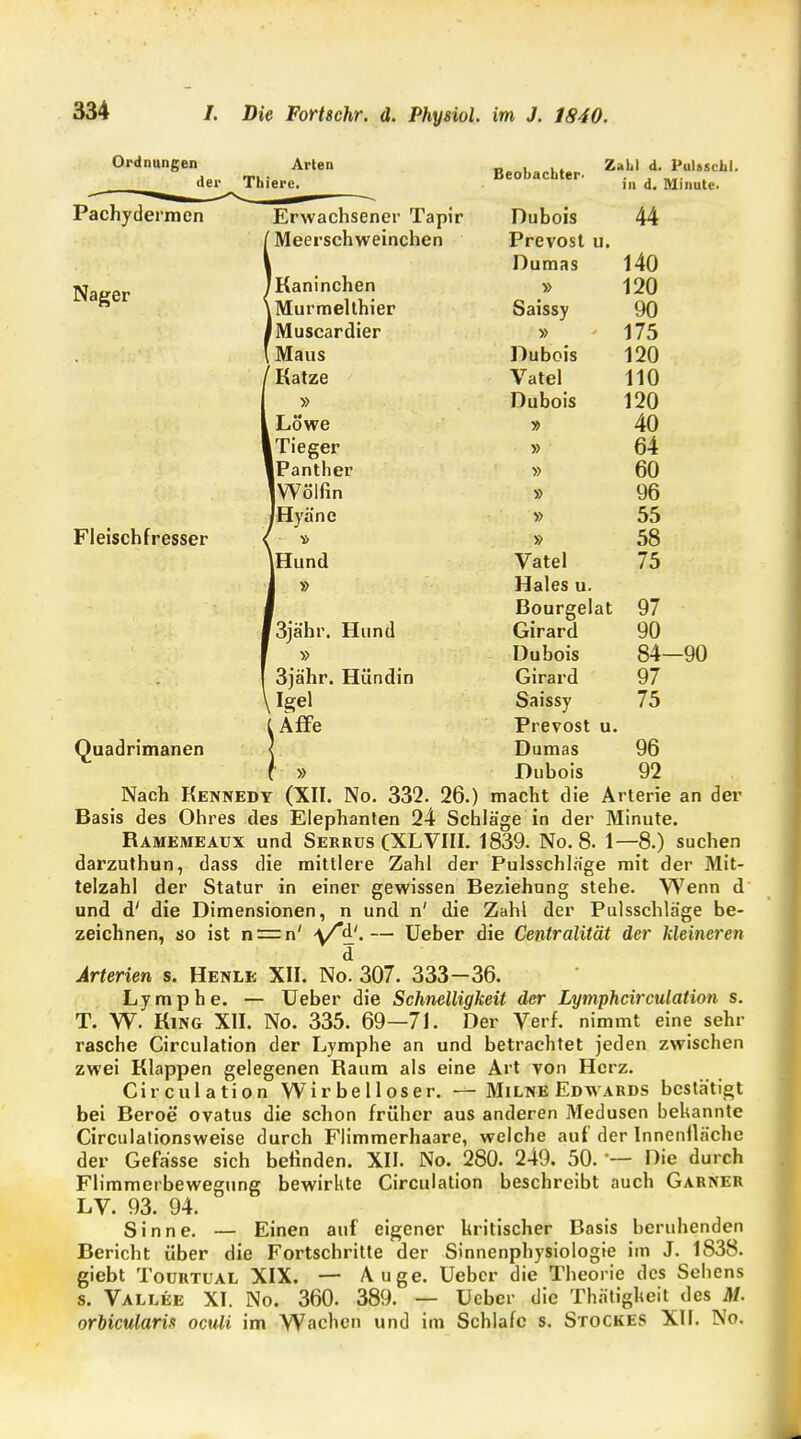 334 I. Die Fortschr. d. Physiol. im J. 1840.
Ordnungen Arten Beobachter. Zahl d. Pulsschl.
der Thiere. in d. Minute.
Pachydermen Erwachsener Tapir Dubois 44
Meerschweinchen Prevost u.
Dumas 140
Nager Kaninchen » 120
Murmelthier Saissy 90
Muscardier » 175
Maus Dubois 120
Katze Vatel 110
» Dubois 120
Löwe » 40
Tieger » 64
Panther » 60
Wölfin » 96
Hyäne » 55
Fleischfresser » » 58
Hund Vatel 75
» Hales u.
Bourgelat 97
3jähr. Hund Girard 90
» Dubois 84—90
3jähr. Hündin Girard 97
Igel Saissy 75
Affe Prevost u.
Quadrimanen Dumas 96
» Dubois 92
Nach Kennedy (XII. No. 332. 26.) macht die Arterie an der
Basis des Ohres des Elephanten 24 Schläge in der Minute.
Ramemeaux und Serrus (XLVIII. 1839. No. 8. 1—8.) suchen
darzuthun, dass die mittlere Zahl der Pulsschläge mit der Mit-
telzahl der Statur in einer gewissen Beziehung stehe. Wenn d
und d' die Dimensionen, n und n' die Zahl der Pulsschläge be-
zeichnen, so ist n = n' √d'. — Ueber die Centralität der kleineren
d
Arterien s. Henle XII. No. 307. 333—36.
Lymphe. — Ueber die Schnelligkeit der Lymphcirculation s.
T. W. King XII. No. 335. 69—71. Der Verf. nimmt eine sehr
rasche Circulation der Lymphe an und betrachtet jeden zwischen
zwei Klappen gelegenen Raum als eine Art von Herz.
Circulation Wirbelloser. — Milne Edwards bestätigt
bei Beroë ovatus die schon früher aus anderen Medusen bekannte
Circulationsweise durch Flimmerhaare, welche auf der Innenfläche
der Gefässe sich befinden. XII. No. 280. 249. 50. — Die durch
Flimmerbewegung bewirkte Circulation beschreibt auch Garner
LV. 93. 94.
Sinne. — Einen auf eigener kritischer Basis beruhenden
Bericht über die Fortschritte der Sinnenphysiologie im J. 1838.
giebt Tourtual XIX. — Auge. Ueber die Theorie des Sehens
s. Vallée XI. No. 360. 389. — Ueber die Thätigkeit des M.
orbicularis oculi im Wachen und im Schlafe s. Stockes XII. No.